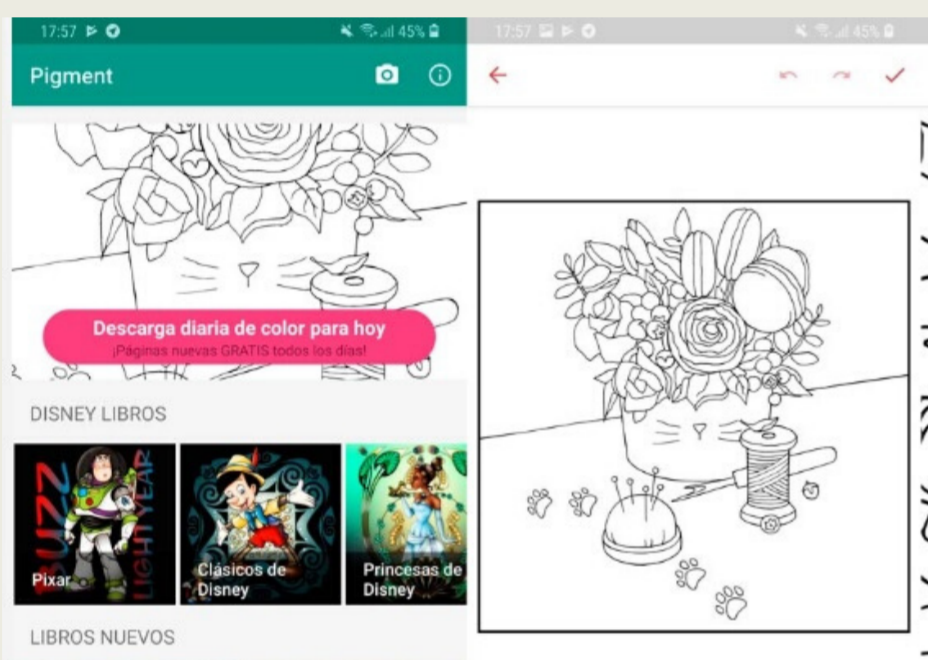 17:57
45%
Pigment
Descarga diaria de color para hoy
¡Páginas nuevas GRATIS todos los días!
DISNEY LIBROS
BUZZ
LIGHTYEAR
Pixar
Clásicos de
Disney
Princesas de
Disney
LIBROS NUEVOS
17:57
45%